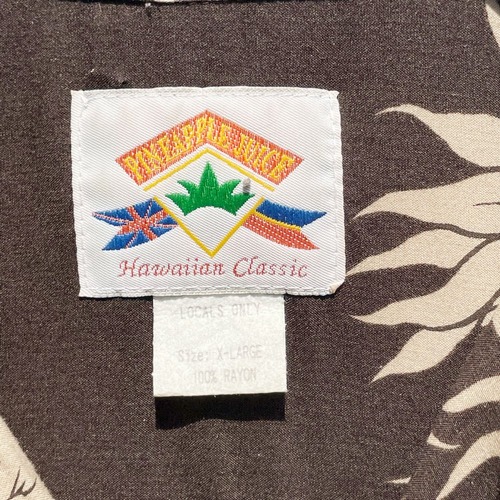 PINEAPPLE JUICE
Hawaiian Classic
LOCALS ONLY
Size: X-LARGE
100% RAYON